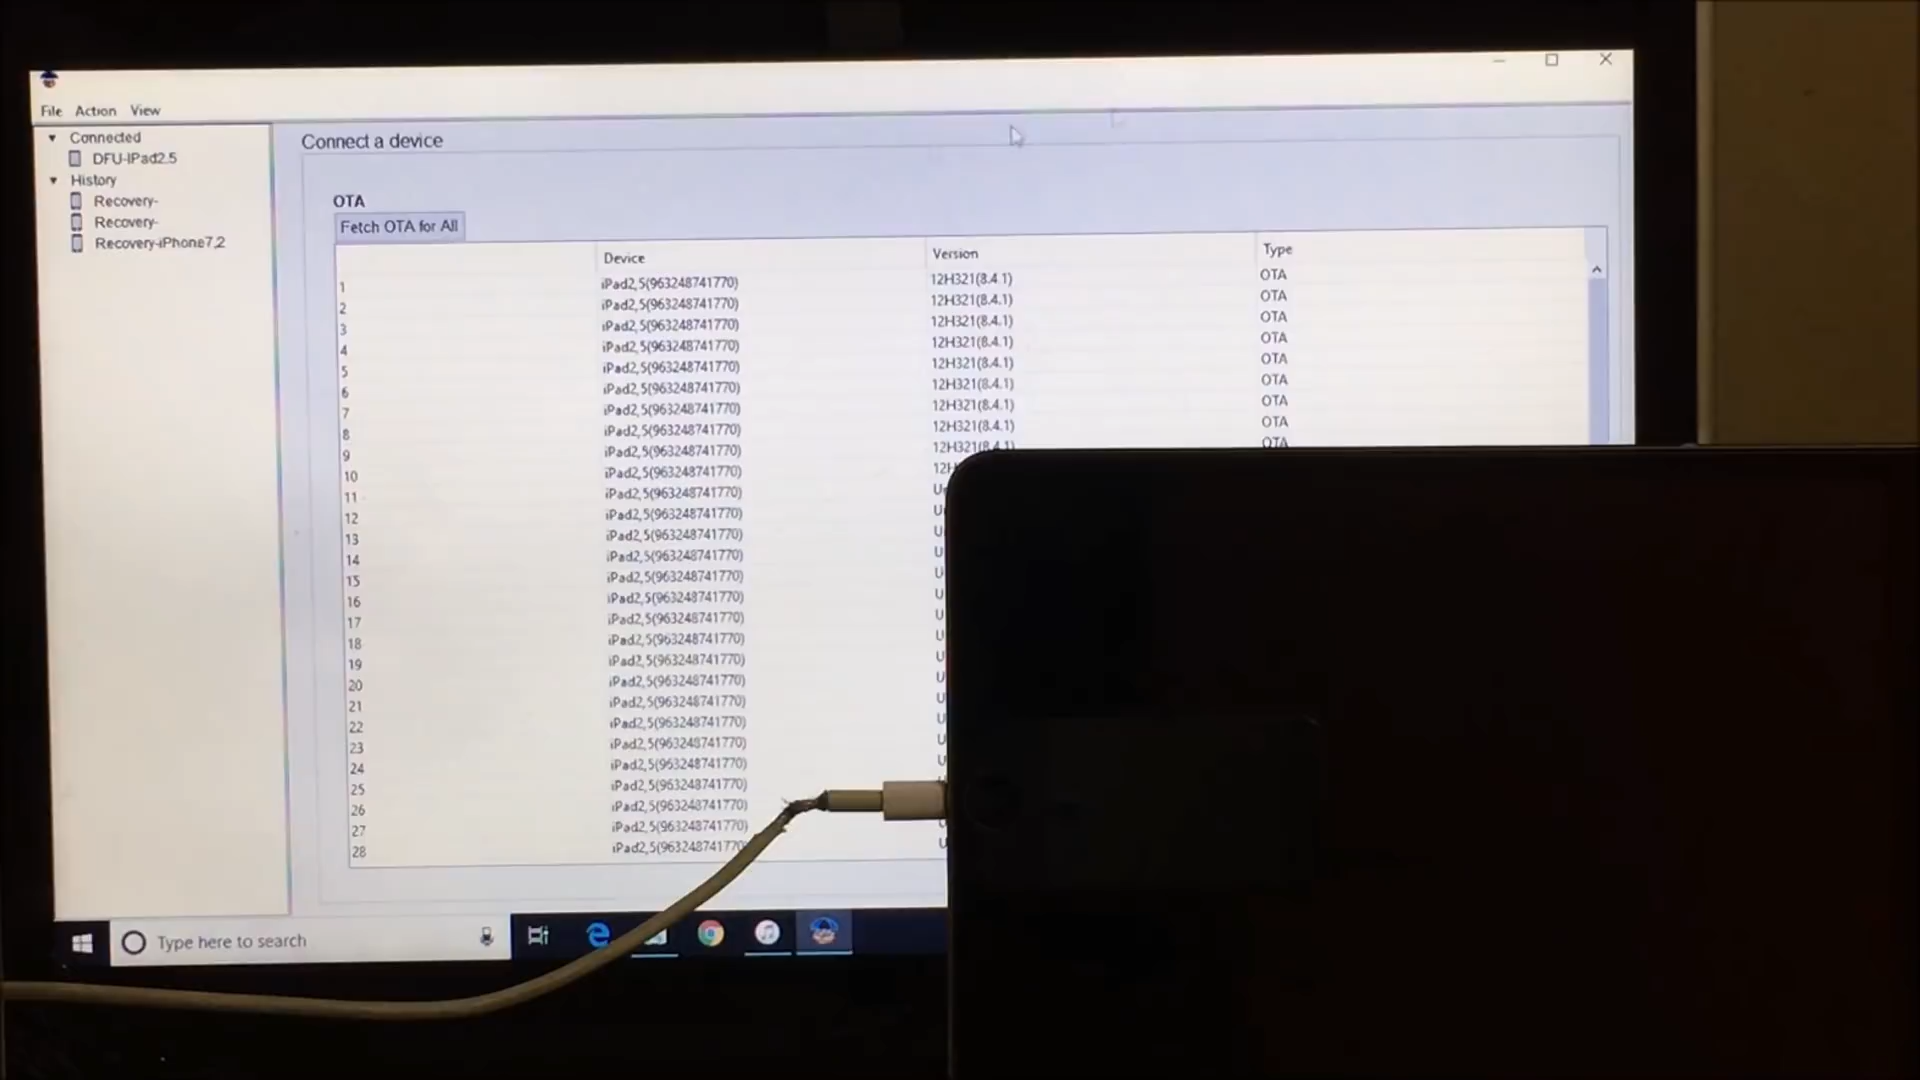 File Action View
Connected
DFU-iPad2.5
History
Recovery-
Recovery-
Recovery-iPhone7,2
Connect a device
OTA
Fetch OTA for All
Device Version Type
1 iPad2,5(963248741770) 12H321(8.4.1) OTA
2 iPad2,5(963248741770) 12H321(8.4.1) OTA
3 iPad2,5(963248741770) 12H321(8.4.1) OTA
4 iPad2,5(963248741770) 12H321(8.4.1) OTA
5 iPad2,5(963248741770) 12H321(8.4.1) OTA
6 iPad2,5(963248741770) 12H321(8.4.1) OTA
7 iPad2,5(963248741770) 12H321(8.4.1) OTA
8 iPad2,5(963248741770) 12H321(8.4.1) OTA
9 iPad2,5(963248741770) 12H321(8.4.1) OTA
10 iPad2,5(963248741770) 12H
11 iPad2,5(963248741770)
12 iPad2,5(963248741770)
13 iPad2,5(963248741770)
14 iPad2,5(963248741770)
15 iPad2,5(963248741770)
16 iPad2,5(963248741770)
17 iPad2,5(963248741770)
18 iPad2,5(963248741770)
19 iPad2,5(963248741770)
20 iPad2,5(963248741770)
21 iPad2,5(963248741770)
22 iPad2,5(963248741770)
23 iPad2,5(963248741770)
24 iPad2,5(963248741770)
25 iPad2,5(963248741770)
26 iPad2,5(963248741770)
27 iPad2,5(963248741770)
28 iPad2,5(963248741770
Type here to search